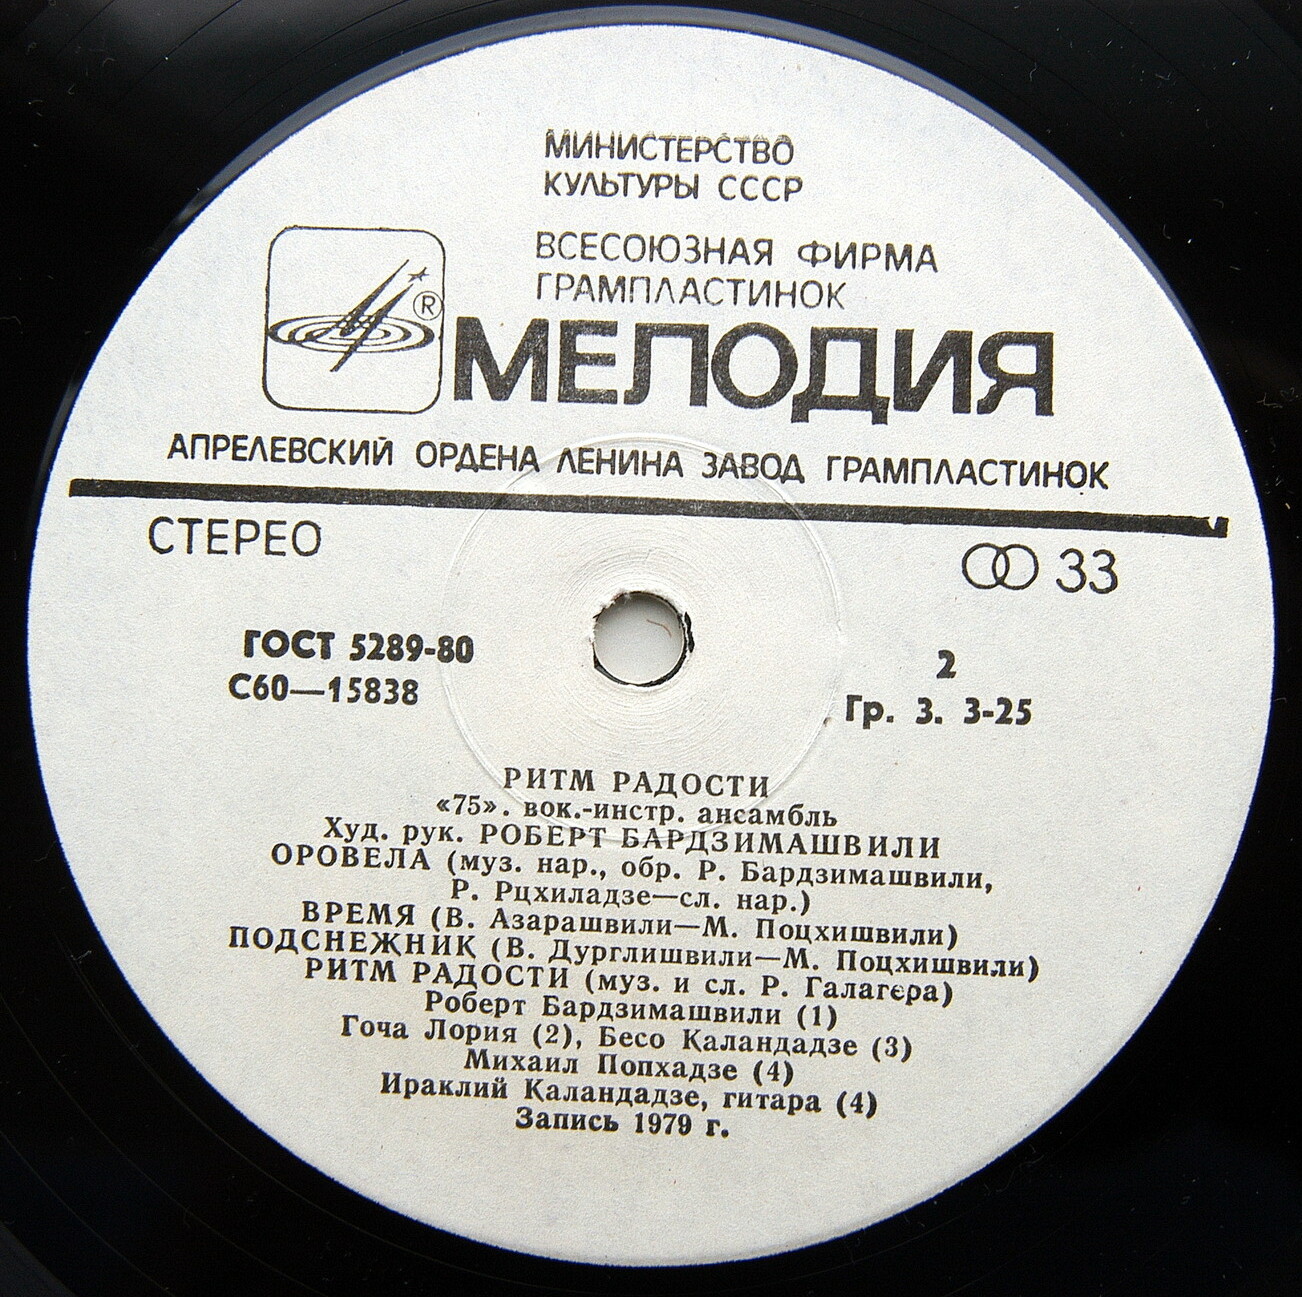 МИНИСТЕРСТВО
КУЛЬТУРЫ СССР
ВСЕСОЮЗНАЯ ФИРМА
ГРАМПЛАСТИНОК
®
МЕЛОДИЯ
АПРЕЛЕВСКИЙ ОРДЕНА ЛЕНИНА ЗАВОД ГРАМПЛАСТИНОК
СТЕРЕО
33
ГОСТ 5289-80
С60—15838
2
Гр. 3. 3-25
РИТМ РАДОСТИ
«75». вок.-инстр. ансамбль
Худ. рук. РОБЕРТ БАРДЗИМАШВИЛИ
ОРОВЕЛА (муз. нар., обр. Р. Бардзимашвили,
Р. Рцхиладзе—сл. нар.)
ВРЕМЯ (В. Азарашвили—М. Поцхишвили)
ПОДСНЕЖНИК (В. Дурглишвили—М. Поцхишвили)
РИТМ РАДОСТИ (муз. и сл. Р. Галагера)
Роберт Бардзимашвили (1)
Гоча Лория (2), Бесо Каландадзе (3)
Михаил Попхадзе (4)
Ираклий Каландадзе, гитара (4)
Запись 1979 г.